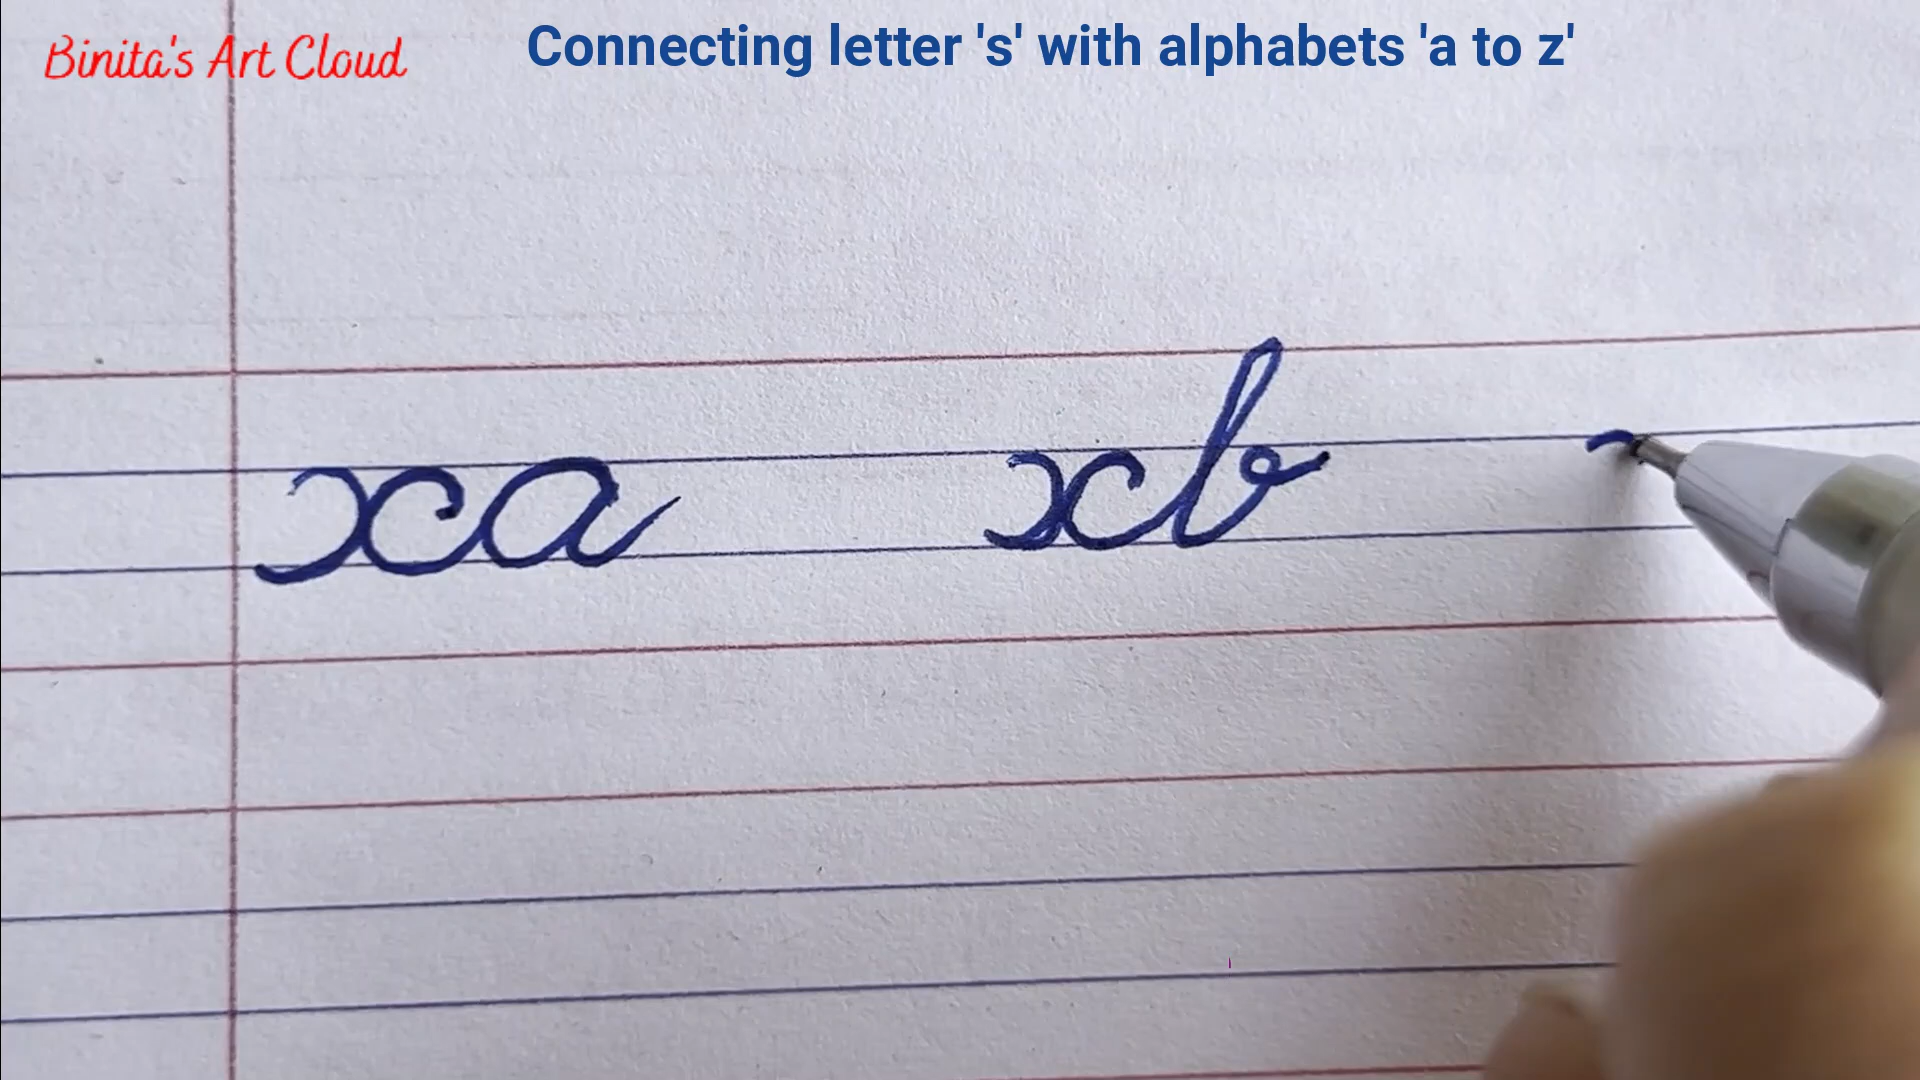 Binita's Art Cloud Connecting letter 's' with alphabets 'a to z'
xa xb